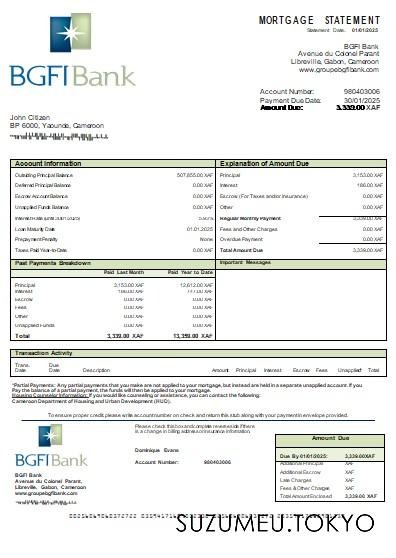 MORTGAGE STATEMENT
Statement Date: 01/01/2025
BGFIBank
BGFI Bank
Avenue du Colonel Parant
Libreville, Gabon, Cameroon
www.groupebgfibank.com
Account Number: 980403006
Payment Due Date: 30/01/2025
Amount Due: 3,339.00 XAF
John Citizen
BP 6000, Yaounde, Cameroon
Account Information
Outstanding Principal Balance 507,855.00 XAF
Deferred Principal Balance 0.00 XAF
Escrow Account Balance 0.00 XAF
Unapplied Funds Balance 0.00 XAF
Loan Maturity Date 01.01.2025
Prepayment Penalty None
Taxes Paid Year-to-Date 0.00 XAF
Explanation of Amount Due
Principal 3,153.00 XAF
Interest 186.00 XAF
Escrow (For Taxes and/or Insurance) 0.00 XAF
Other 0.00 XAF
Regular Monthly Payment 3,339.00 XAF
Fees and Other Charges 0.00 XAF
Overdue Payment 0.00 XAF
Total Amount Due 3,339.00 XAF
Past Payments Breakdown
Paid Last Month Paid Year to Date
Principal 3,153.00 XAF 12,612.00 XAF
Interest 186.00 XAF 777.00 XAF
Escrow 0.00 XAF 0.00 XAF
Fees 0.00 XAF 0.00 XAF
Other 0.00 XAF 0.00 XAF
Unapplied Funds 0.00 XAF 0.00 XAF
Total 3,339.00 XAF 13,359.00 XAF
Important Messages
Transaction Activity
Trans. Date Due Date Description Amount Principal Interest Escrow Fees Unapplied Total
*Partial Payments: Any partial payments that you make are not applied to your mortgage, but instead are held in a separate unapplied account. If you
Pay the balance of a partial payment, the funds will then be applied to your mortgage.
Housing Counselor Information: If you would like counseling or assistance, you can contact the following:
Cameroon Department of Housing and Urban Development (HUD).
To ensure proper credit please write account number on check and return this stub along with your payment in envelope provided.
BGFIBank
BGFI Bank
Avenue du Colonel Parant
Libreville, Gabon, Cameroon
www.groupebgfibank.com
Please check this box and complete reverse side if there
is a change in billing address or insurance information
Dominique Evans
Account Number: 980403006
Amount Due
Due By 01/01/2025: 3,339.00XAF
Additional Principal XAF
Additional Escrow XAF
Late Charges XAF
Fees & Other Charges XAF
Total Amount Enclosed 3,339.00 XAF
SUZUMEU.TOKYO